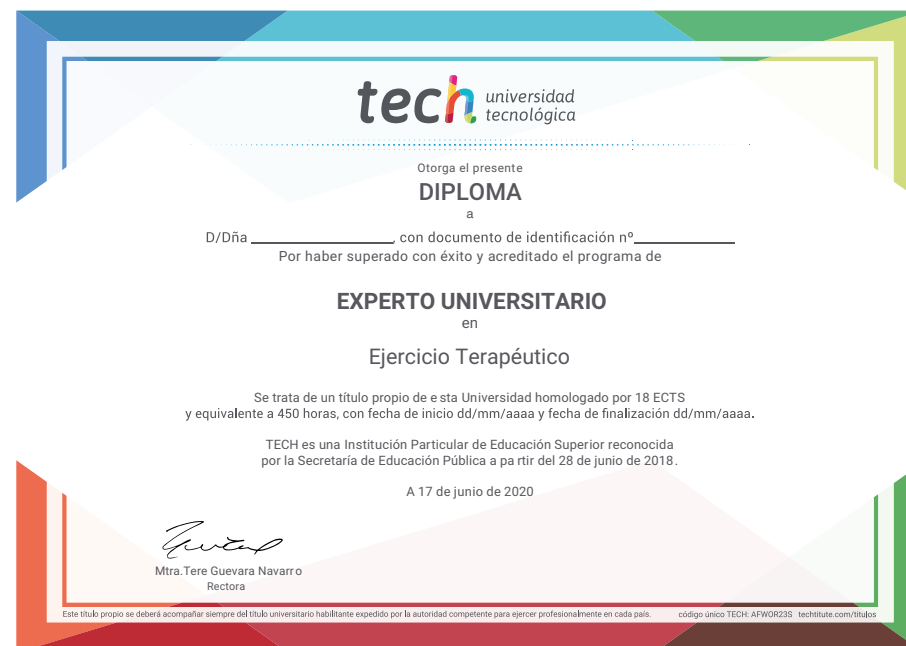 tech universidad
tecnológica
Otorga el presente
DIPLOMA
a
D/Dña ____________________, con documento de identificación nº______________
Por haber superado con éxito y acreditado el programa de
EXPERTO UNIVERSITARIO
en
Ejercicio Terapéutico
Se trata de un título propio de e sta Universidad homologado por 18 ECTS
y equivalente a 450 horas, con fecha de inicio dd/mm/aaaa y fecha de finalización dd/mm/aaaa.
TECH es una Institución Particular de Educación Superior reconocida
por la Secretaría de Educación Pública a pa rtir del 28 de junio de 2018.
A 17 de junio de 2020
Mtra.Tere Guevara Navarro
Rectora
Este título propio se deberá acompañar siempre del título universitario habilitante expedido por la autoridad competente para ejercer profesionalmente en cada país. código único TECH: AFWOR23S techtitute.com/titulos